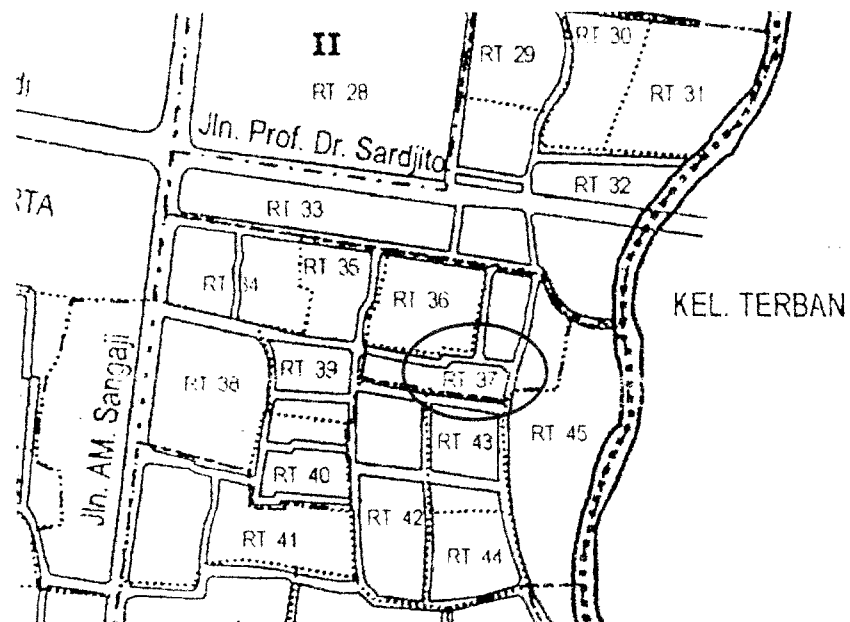 II
RT 28
RT 29
RT 30
RT 31
Jln. Prof. Dr. Sardjito
RT 32
RT 33
RT 34
RT 35
RT 36
KEL. TERBAN
RT 37
RT 38
RT 39
Jln. AM. Sangaji
RT 43
RT 45
RT 40
RT 42
RT 41
RT 44